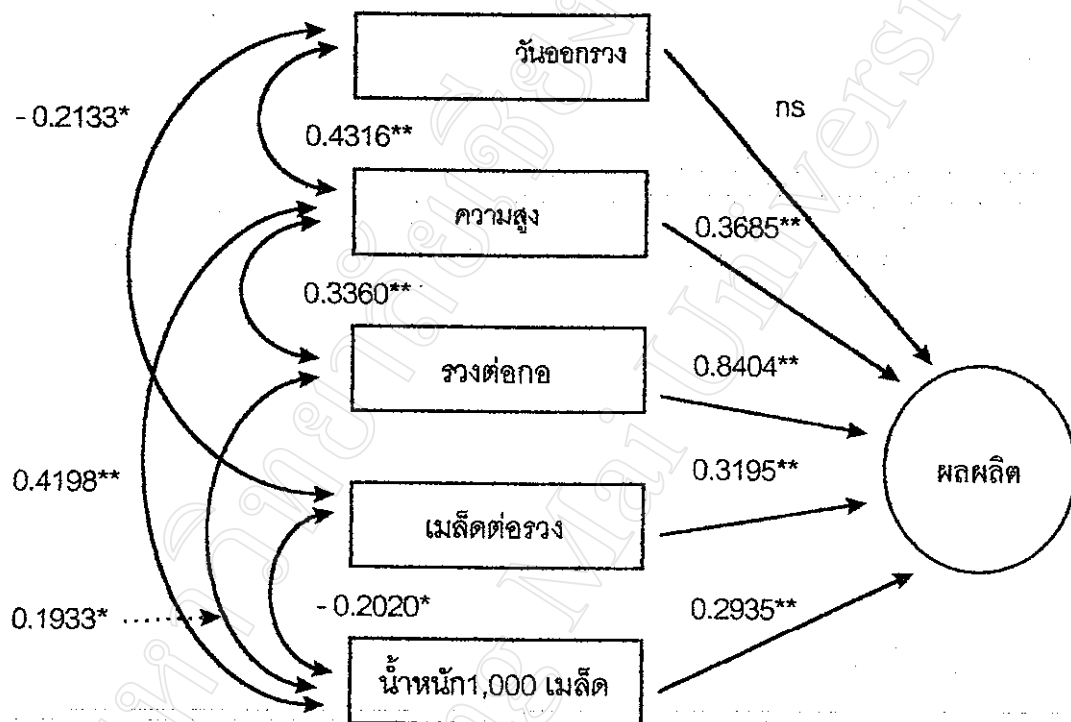 วันออกรวง
ns
- 0.2133*
0.4316**
ความสูง
0.3685**
0.3360**
รวงต่อกอ
0.8404**
0.4198**
0.3195**
ผลผลิต
เมล็ดต่อรวง
0.1933*
- 0.2020*
0.2935**
น้ำหนัก1,000 เมล็ด